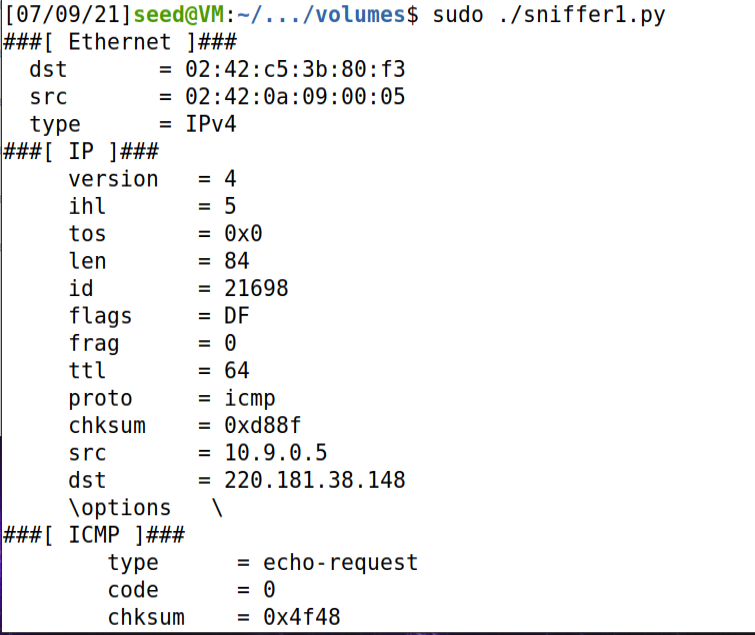 [07/09/21]seed@VM:~/.../volumes$ sudo ./sniffer1.py
###[ Ethernet ]###
  dst       = 02:42:c5:3b:80:f3
  src       = 02:42:0a:09:00:05
  type      = IPv4
###[ IP ]###
     version   = 4
     ihl       = 5
     tos       = 0x0
     len       = 84
     id        = 21698
     flags     = DF
     frag      = 0
     ttl       = 64
     proto     = icmp
     chksum    = 0xd88f
     src       = 10.9.0.5
     dst       = 220.181.38.148
     \options   \
###[ ICMP ]###
        type      = echo-request
        code      = 0
        chksum    = 0x4f48